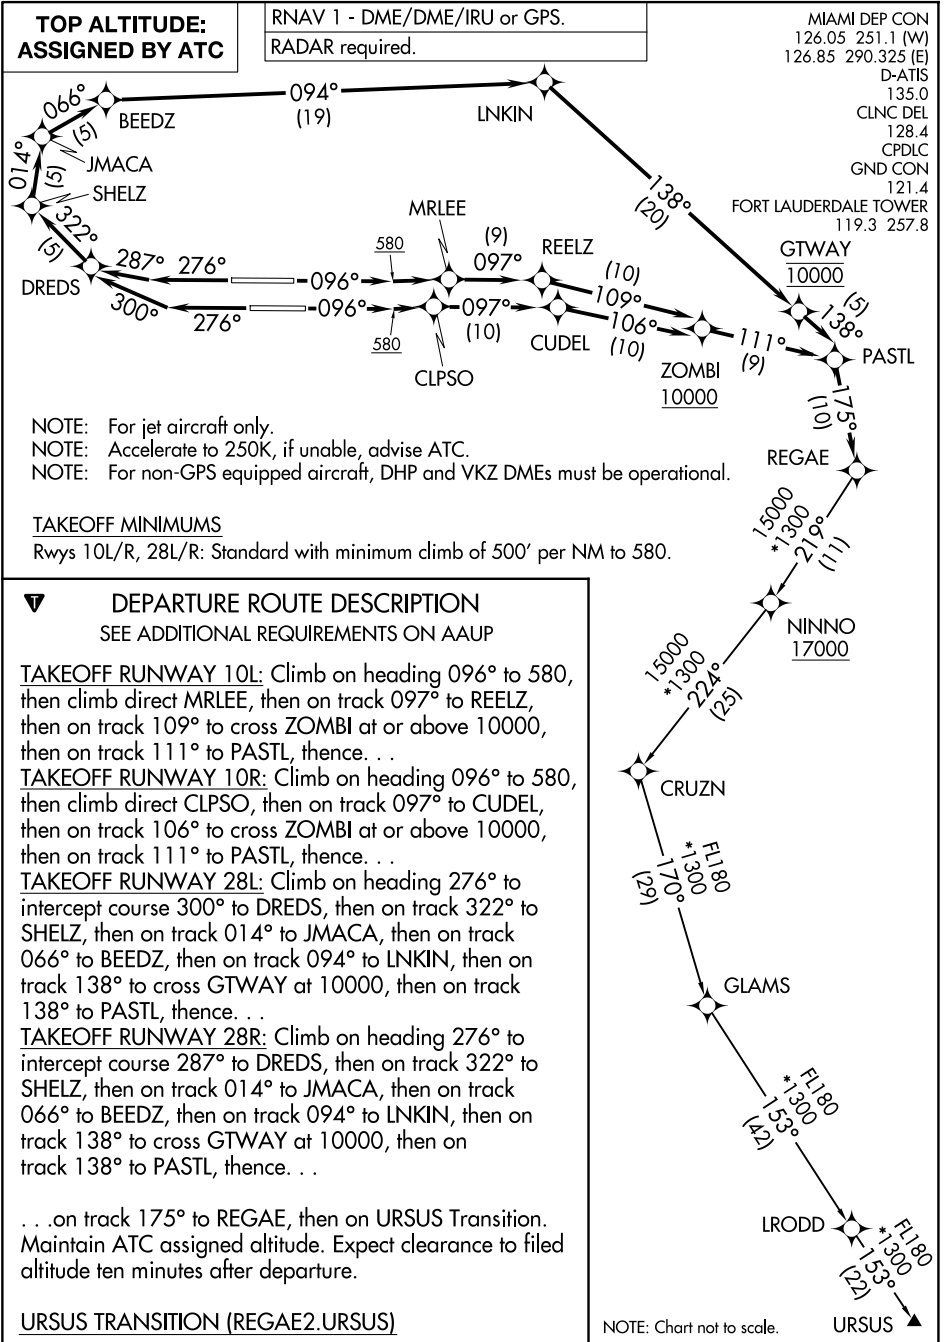 TOP ALTITUDE:
ASSIGNED BY ATC
RNAV 1 - DME/DME/IRU or GPS.
RADAR required.
MIAMI DEP CON
126.05 251.1 (W)
126.85 290.325 (E)
D-ATIS
135.0
CLNC DEL
128.4
CPDLC
GND CON
121.4
FORT LAUDERDALE TOWER
119.3 257.8
066°
(5)
BEEDZ
094°
(19)
LNKIN
014°
(5)
JMACA
SHELZ
138°
(20)
322°
(5)
MRLEE
(9)
REELZ
GTWAY
10000
(5)
138°
DREDS
287°
276°
096°
580
097°
(10)
109°
300°
276°
096°
580
097°
(10)
CUDEL
106°
(10)
111°
(9)
PASTL
CLPSO
ZOMBI
10000
175°
(10)
NOTE: For jet aircraft only.
NOTE: Accelerate to 250K, if unable, advise ATC.
NOTE: For non-GPS equipped aircraft, DHP and VKZ DMEs must be operational.
REGAE
TAKEOFF MINIMUMS
Rwys 10L/R, 28L/R: Standard with minimum climb of 500' per NM to 580.
15000
*1300
219°
(11)
NINNO
17000
15000
*1300
224°
(25)
CRUZN
FL180
*1300
170°
(29)
GLAMS
FL180
*1300
153°
(42)
LRODD
FL180
*1300
153°
(22)
URSUS
T
DEPARTURE ROUTE DESCRIPTION
SEE ADDITIONAL REQUIREMENTS ON AAUP
TAKEOFF RUNWAY 10L: Climb on heading 096° to 580,
then climb direct MRLEE, then on track 097° to REELZ,
then on track 109° to cross ZOMBI at or above 10000,
then on track 111° to PASTL, thence. . .
TAKEOFF RUNWAY 10R: Climb on heading 096° to 580,
then climb direct CLPSO, then on track 097° to CUDEL,
then on track 106° to cross ZOMBI at or above 10000,
then on track 111° to PASTL, thence. . .
TAKEOFF RUNWAY 28L: Climb on heading 276° to
intercept course 300° to DREDS, then on track 322° to
SHELZ, then on track 014° to JMACA, then on track
066° to BEEDZ, then on track 094° to LNKIN, then on
track 138° to cross GTWAY at 10000, then on track
138° to PASTL, thence. . .
TAKEOFF RUNWAY 28R: Climb on heading 276° to
intercept course 287° to DREDS, then on track 322° to
SHELZ, then on track 014° to JMACA, then on track
066° to BEEDZ, then on track 094° to LNKIN, then on
track 138° to cross GTWAY at 10000, then on
track 138° to PASTL, thence. . .
. . .on track 175° to REGAE, then on URSUS Transition.
Maintain ATC assigned altitude. Expect clearance to filed
altitude ten minutes after departure.
URSUS TRANSITION (REGAE2.URSUS)
NOTE: Chart not to scale.